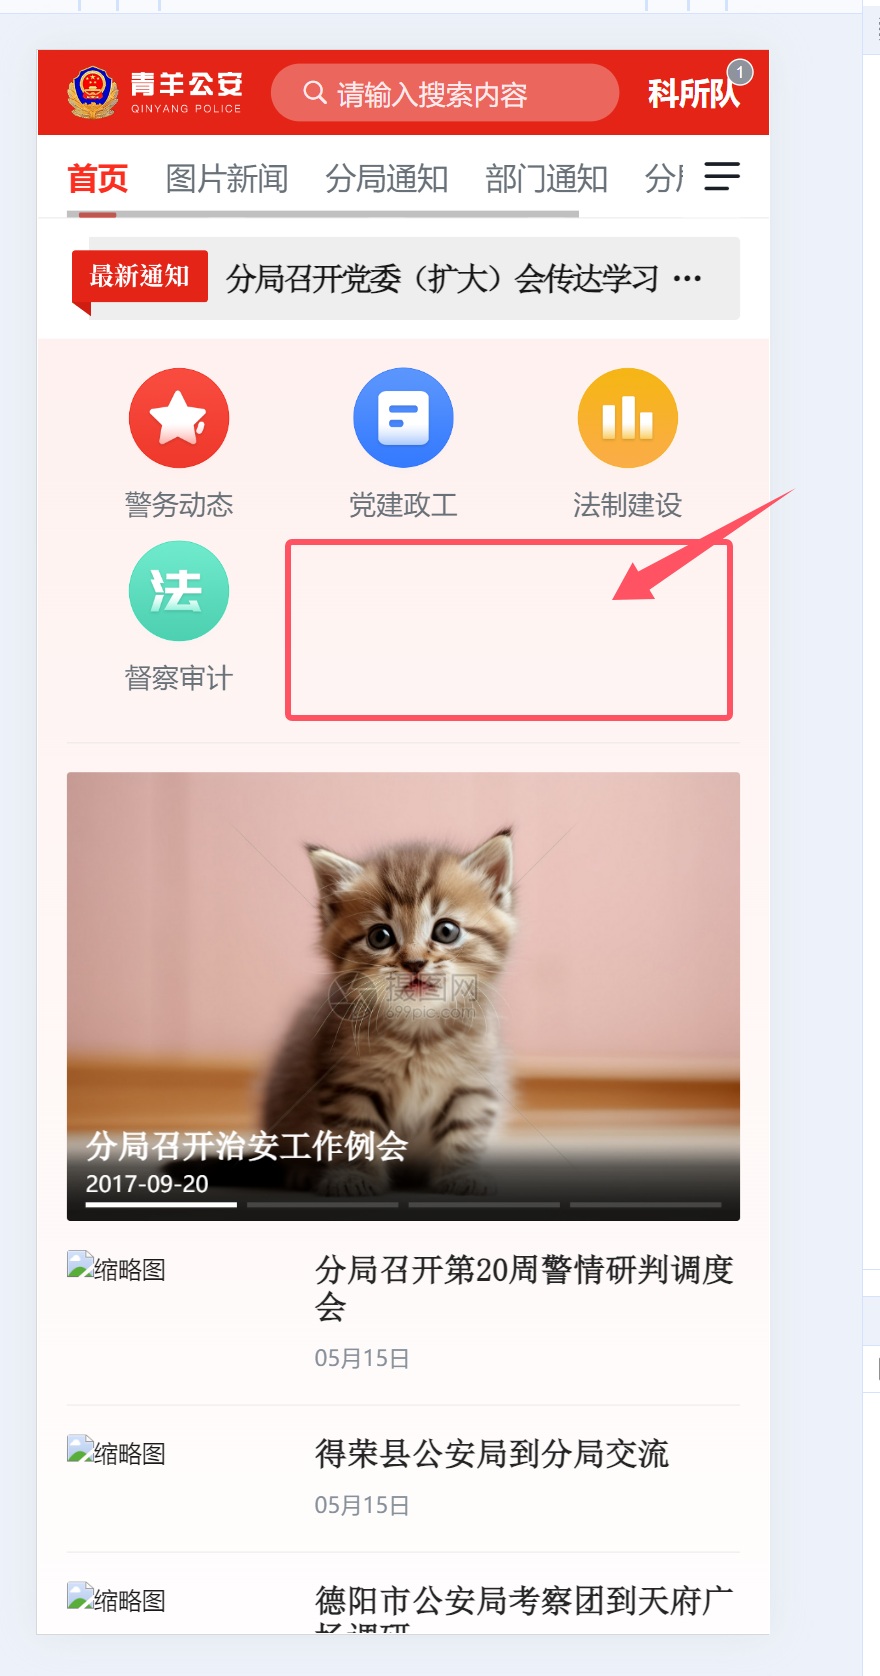 青羊公安
QINYANG POLICE
请输入搜索内容
科所队
1
首页 图片新闻 分局通知 部门通知 分
最新通知
分局召开党委（扩大）会传达学习 ···
警务动态 党建政工 法制建设
法
督察审计
摄图网
699pic.com
分局召开治安工作例会
2017-09-20
缩略图
分局召开第20周警情研判调度
会
05月15日
缩略图
得荣县公安局到分局交流
05月15日
缩略图
德阳市公安局考察团到天府广
场调研